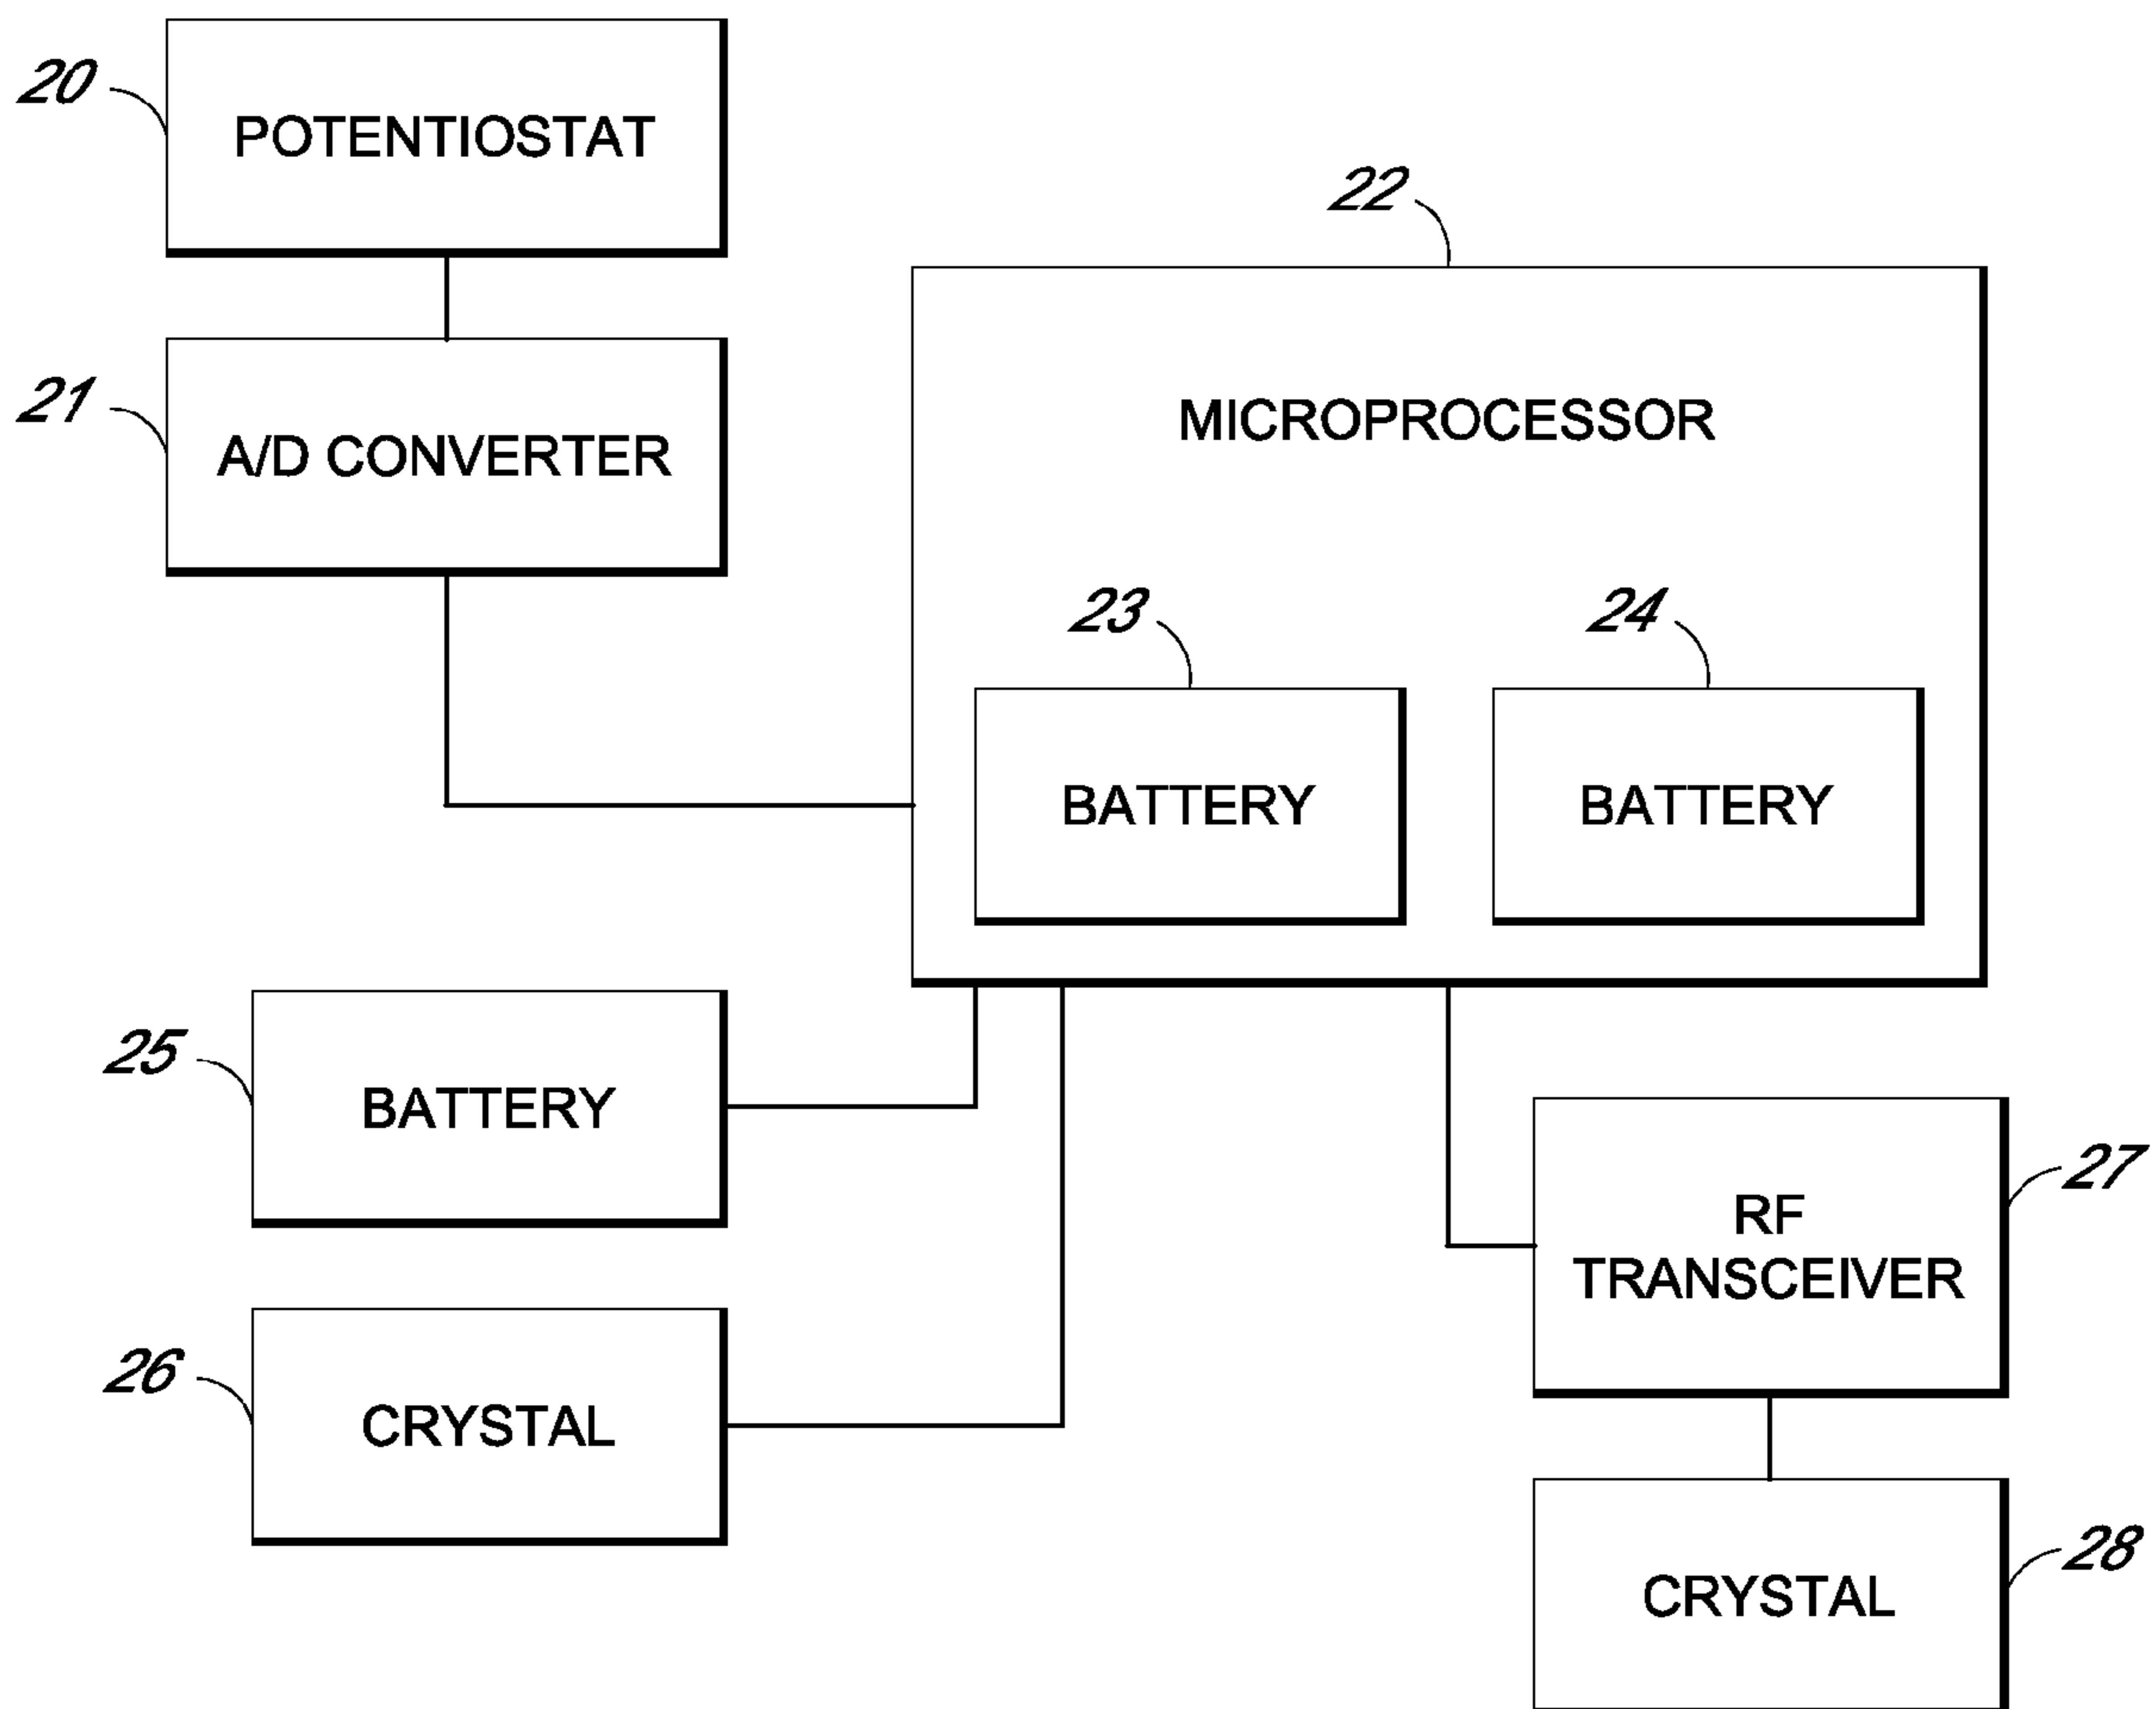 20
POTENTIOSTAT
21
A/D CONVERTER
22
MICROPROCESSOR
23
BATTERY
24
BATTERY
25
BATTERY
26
CRYSTAL
27
RF
TRANSCEIVER
28
CRYSTAL